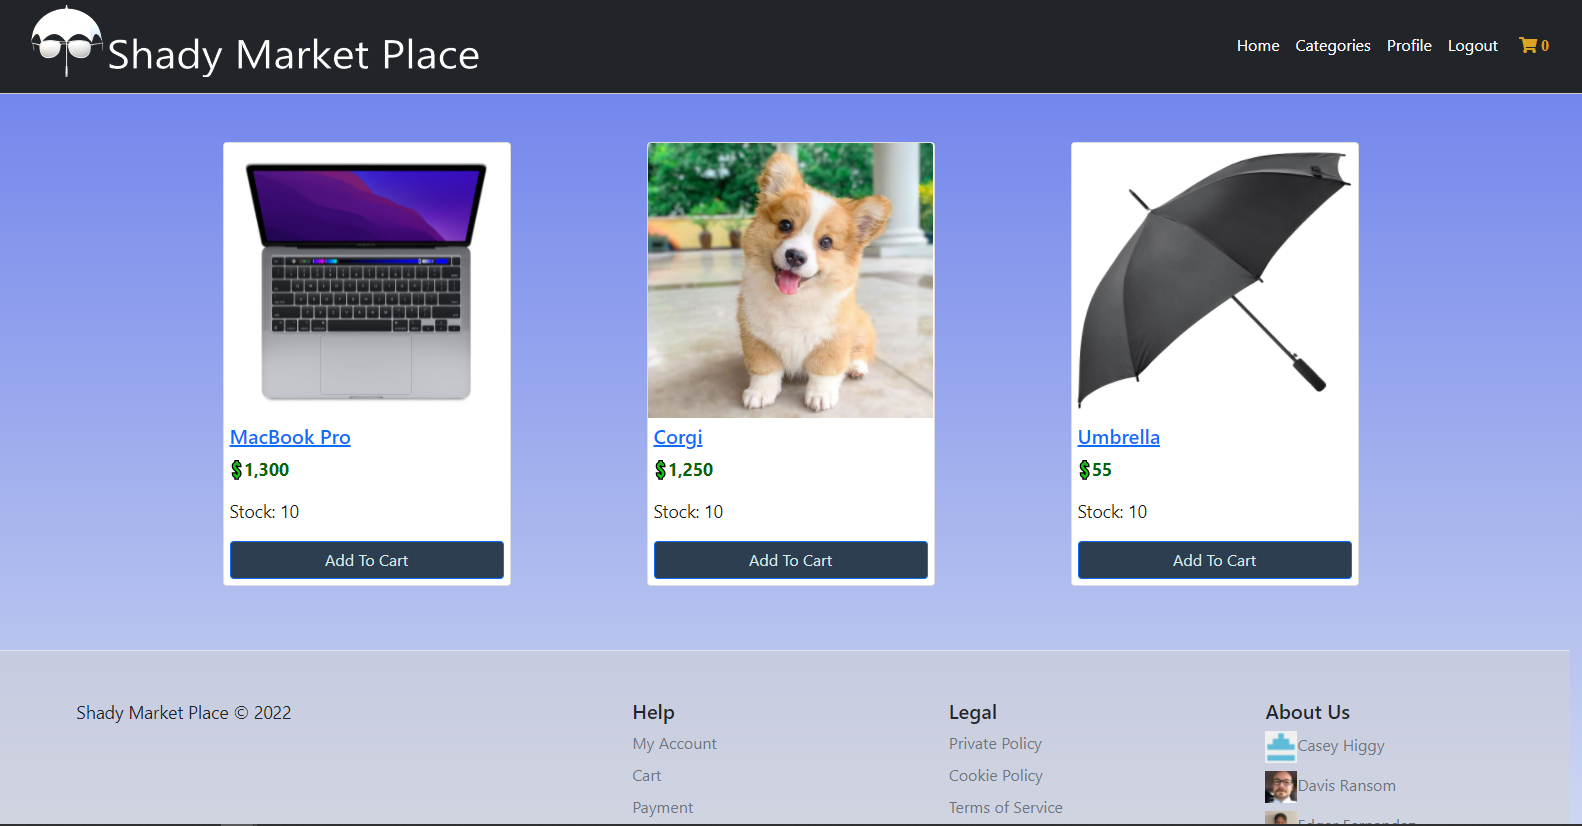 Shady Market Place
Home Categories Profile Logout 0
MacBook Pro
$1,300
Stock: 10
Add To Cart
Corgi
$1,250
Stock: 10
Add To Cart
Umbrella
$55
Stock: 10
Add To Cart
Shady Market Place © 2022
Help
My Account
Cart
Payment
Legal
Private Policy
Cookie Policy
Terms of Service
About Us
Casey Higgy
Davis Ransom